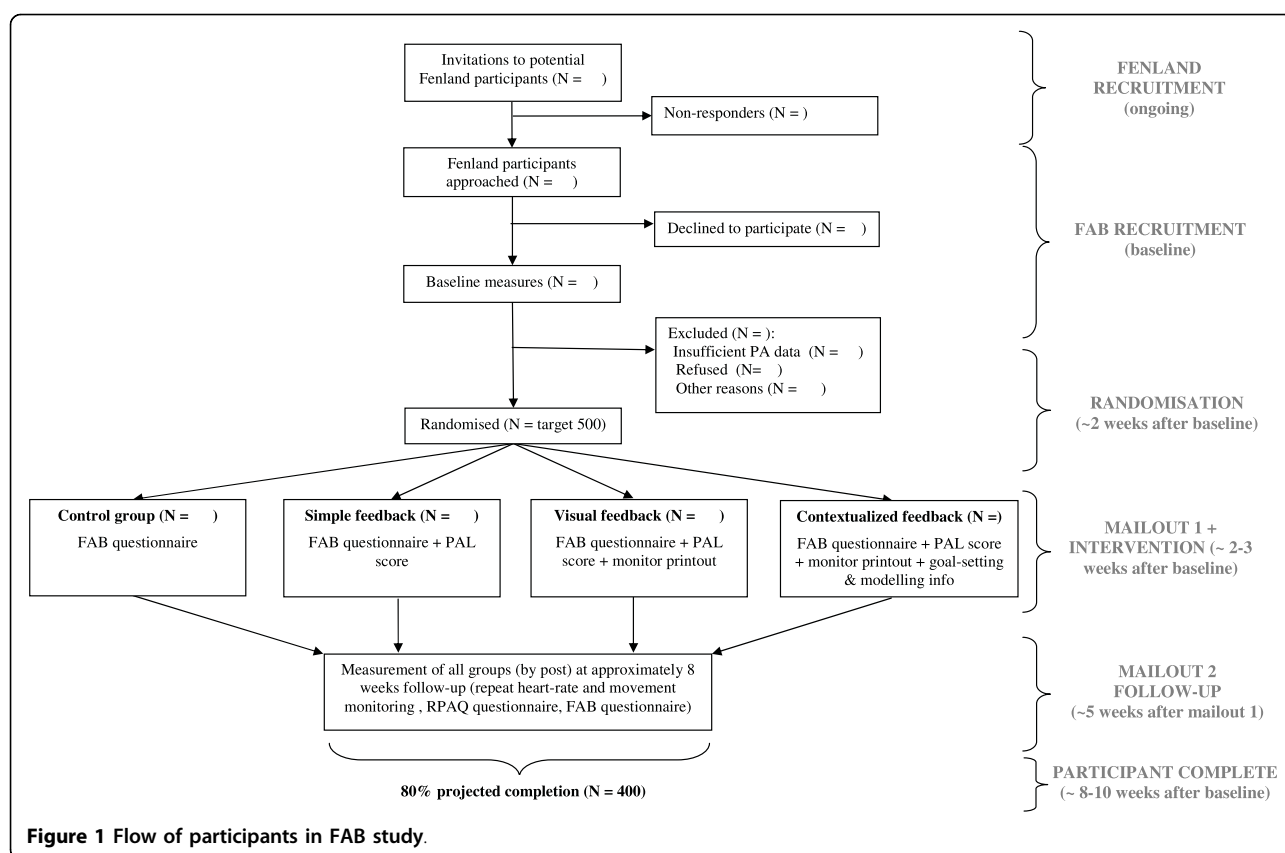 Invitations to potential
Fenland participants (N = )
Non-responders (N = )
FENLAND
RECRUITMENT
(ongoing)
Fenland participants
approached (N = )
Declined to participate (N = )
Baseline measures (N = )
FAB RECRUITMENT
(baseline)
Excluded (N = ):
Insufficient PA data (N = )
Refused (N= )
Other reasons (N = )
Randomised (N = target 500)
RANDOMISATION
(~2 weeks after baseline)
Control group (N = )
FAB questionnaire
Simple feedback (N = )
FAB questionnaire + PAL
score
Visual feedback (N = )
FAB questionnaire + PAL
score + monitor printout
Contextualized feedback (N =)
FAB questionnaire + PAL score
+ monitor printout + goal-setting
& modelling info
MAILOUT 1 +
INTERVENTION (~ 2-3
weeks after baseline)
Measurement of all groups (by post) at approximately 8
weeks follow-up (repeat heart-rate and movement
monitoring , RPAQ questionnaire, FAB questionnaire)
MAILOUT 2
FOLLOW-UP
(~5 weeks after mailout 1)
80% projected completion (N = 400)
PARTICIPANT COMPLETE
(~ 8-10 weeks after baseline)
Figure 1 Flow of participants in FAB study.